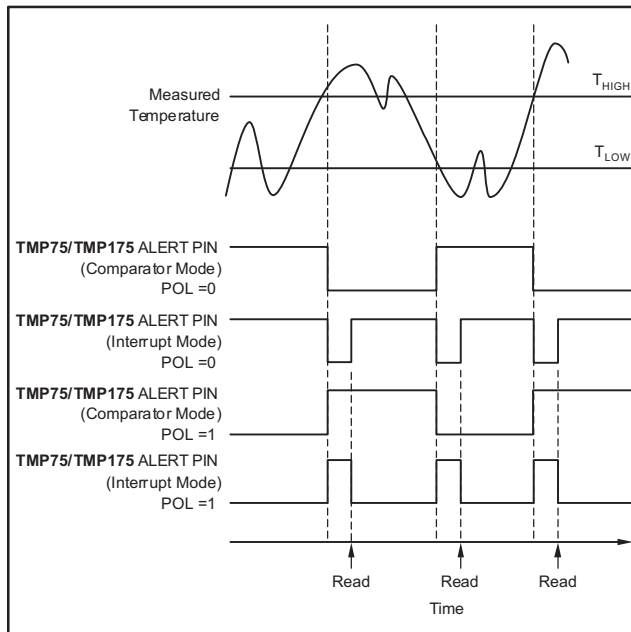 Measured
Temperature
T_HIGH
T_LOW
TMP75/TMP175 ALERT PIN
(Comparator Mode)
POL =0
TMP75/TMP175 ALERT PIN
(Interrupt Mode)
POL =0
TMP75/TMP175 ALERT PIN
(Comparator Mode)
POL =1
TMP75/TMP175 ALERT PIN
(Interrupt Mode)
POL =1
Read Read Read
Time